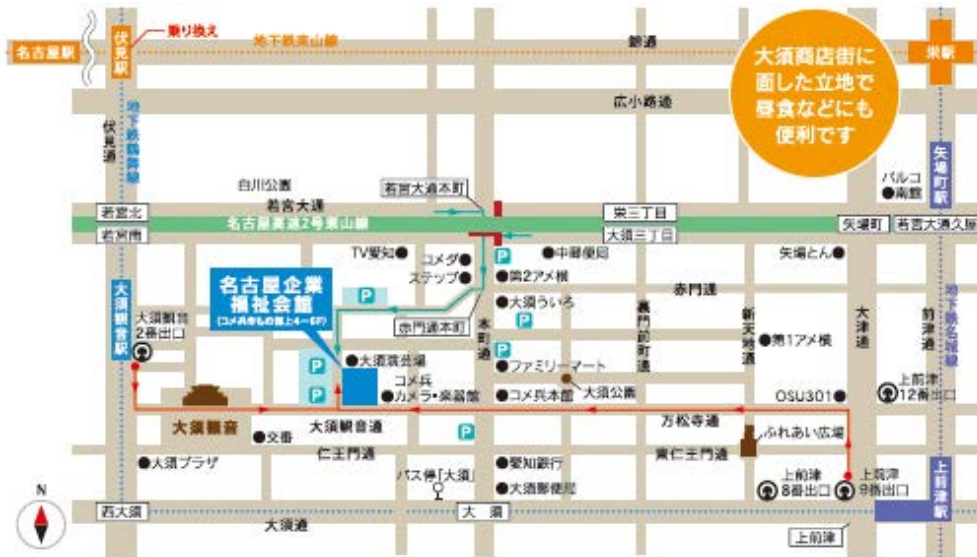 名古屋駅
伏見駅
乗り換え
地下鉄東山線
錦通
栄駅
大須商店街に
面した立地で
昼食などにも
便利です
広小路通
伏見通
地下鉄鶴舞線
矢場町駅
パルコ
南館
白川公園
若宮大通本町
若宮北
若宮大通
栄三丁目
名古屋高速2号東山線
矢場町
若宮大通久屋
若宮南
大須三丁目
TV愛知
コメダ
ステップ
P
中郵便局
矢場とん
第2アメ横
名古屋企業
福祉会館
(コメ兵きもの館上4〜6F)
P
赤門通
大須観音駅
大須観音
2番出口
赤門通本町
本町通
大須ういろ
P
裏門前町通
新天地通
第1アメ横
大津通
前津通
地下鉄名城線
大須演芸場
P
P
ファミリーマート
P
コメ兵
カメラ・楽器館
コメ兵本館
大須公園
OSU301
上前津
12番出口
大須観音
大須観音通
万松寺通
交番
P
ふれあい広場
仁王門通
東仁王門通
大須プラザ
バス停「大須」
愛知銀行
大須郵便局
上前津
8番出口
上前津
9番出口
上前津駅
N
西大須
大須通
大須
上前津